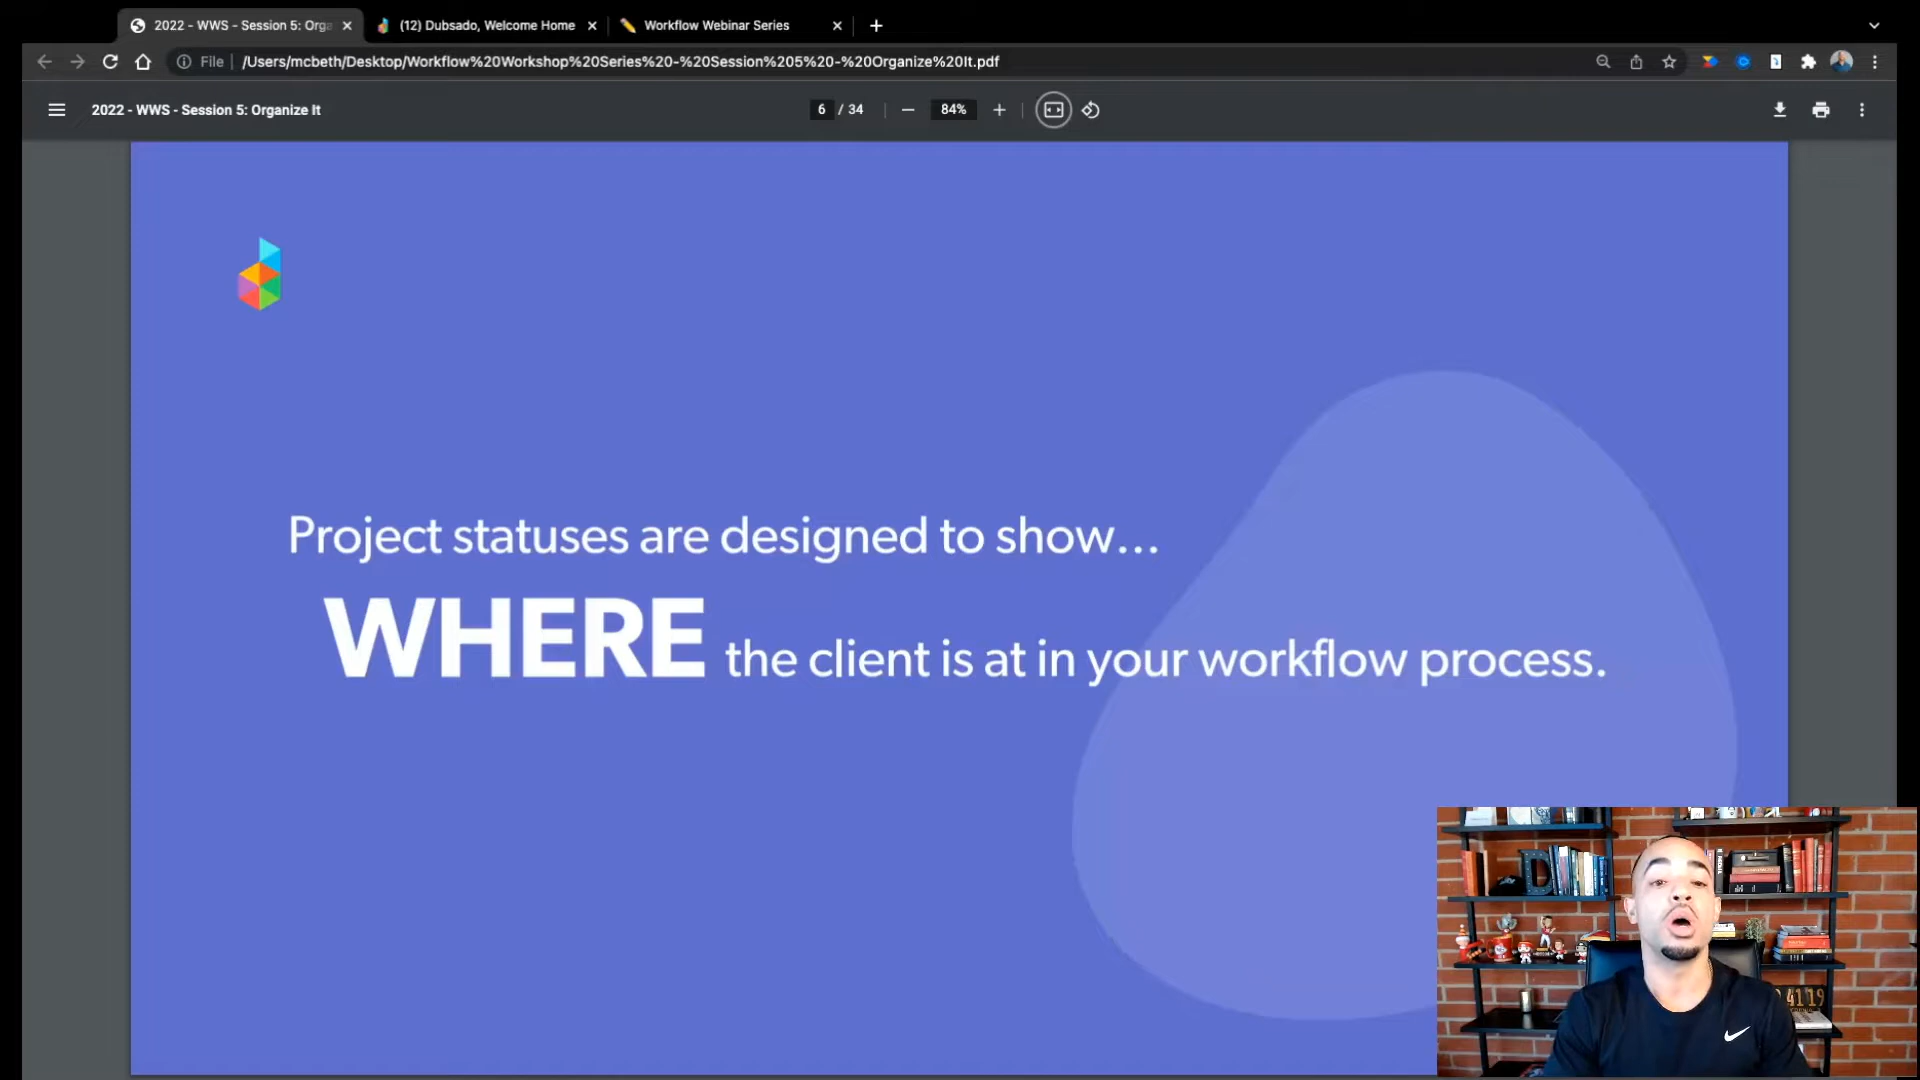 2022 - WWS - Session 5: Orga
(12) Dubsado, Welcome Home
Workflow Webinar Series
File
/Users/mcbeth/Desktop/Workflow%20Workshop%20Series%20-%20Session%205%20-%20Organize%20It.pdf
2022 - WWS - Session 5: Organize It
6 / 34
84%
Project statuses are designed to show...
WHERE the client is at in your workflow process.
D
41 19